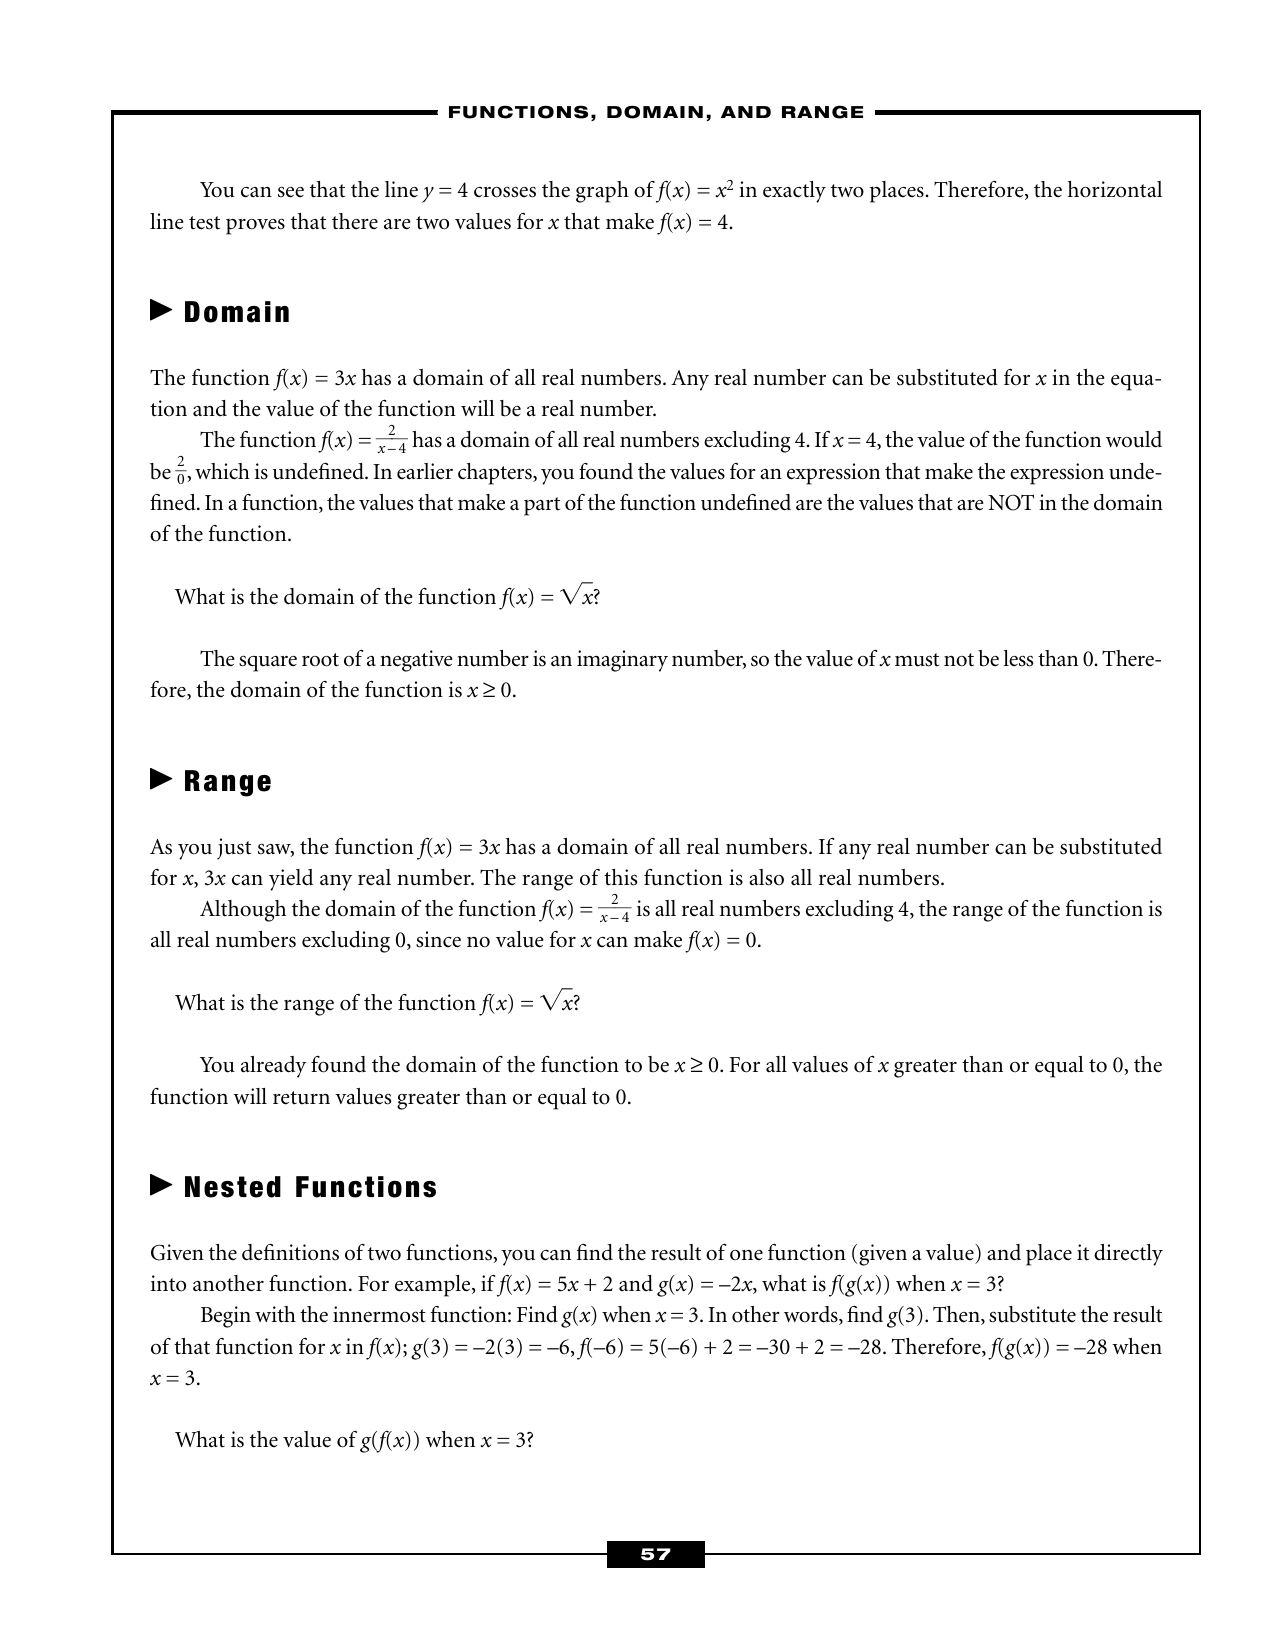 FUNCTIONS, DOMAIN, AND RANGE
You can see that the line y = 4 crosses the graph of f(x) = x² in exactly two places. Therefore, the horizontal
line test proves that there are two values for x that make f(x) = 4.
▶ Domain
The function f(x) = 3x has a domain of all real numbers. Any real number can be substituted for x in the equa-
tion and the value of the function will be a real number.
The function f(x) = 2/(x – 4) has a domain of all real numbers excluding 4. If x = 4, the value of the function would
be 2/0, which is undefined. In earlier chapters, you found the values for an expression that make the expression unde-
fined. In a function, the values that make a part of the function undefined are the values that are NOT in the domain
of the function.
What is the domain of the function f(x) = √x?
The square root of a negative number is an imaginary number, so the value of x must not be less than 0. There-
fore, the domain of the function is x ≥ 0.
▶ Range
As you just saw, the function f(x) = 3x has a domain of all real numbers. If any real number can be substituted
for x, 3x can yield any real number. The range of this function is also all real numbers.
Although the domain of the function f(x) = 2/(x – 4) is all real numbers excluding 4, the range of the function is
all real numbers excluding 0, since no value for x can make f(x) = 0.
What is the range of the function f(x) = √x?
You already found the domain of the function to be x ≥ 0. For all values of x greater than or equal to 0, the
function will return values greater than or equal to 0.
▶ Nested Functions
Given the definitions of two functions, you can find the result of one function (given a value) and place it directly
into another function. For example, if f(x) = 5x + 2 and g(x) = –2x, what is f(g(x)) when x = 3?
Begin with the innermost function: Find g(x) when x = 3. In other words, find g(3). Then, substitute the result
of that function for x in f(x); g(3) = –2(3) = –6, f(–6) = 5(–6) + 2 = –30 + 2 = –28. Therefore, f(g(x)) = –28 when
x = 3.
What is the value of g(f(x)) when x = 3?
57